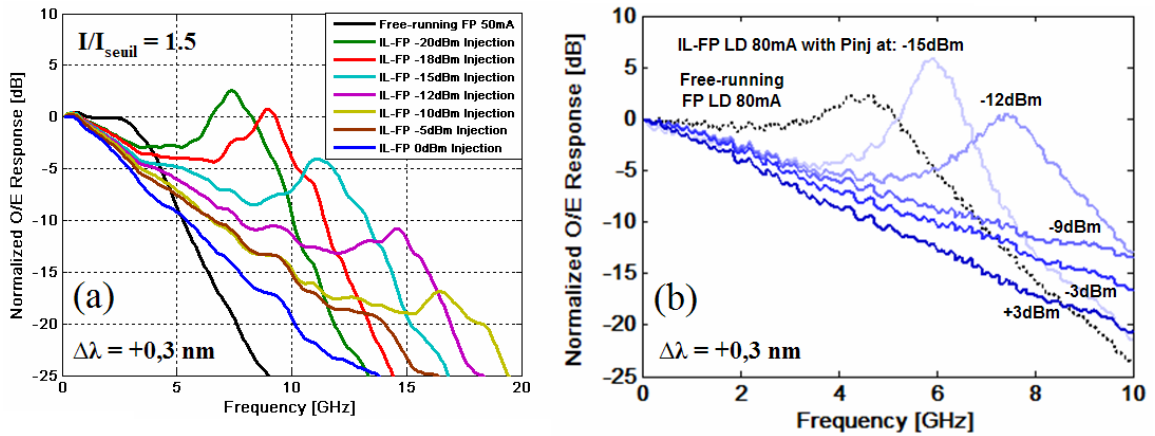 I/Iseuil = 1.5
Free-running FP 50mA
IL-FP -20dBm Injection
IL-FP -18dBm Injection
IL-FP -15dBm Injection
IL-FP -12dBm Injection
IL-FP -10dBm Injection
IL-FP -5dBm Injection
IL-FP 0dBm Injection
Normalized O/E Response [dB]
10
5
0
-5
-10
-15
-20
-25
(a)
Δλ = +0,3 nm
0
5
10
15
20
Frequency [GHz]
IL-FP LD 80mA with Pinj at: -15dBm
Free-running
FP LD 80mA
-12dBm
-9dBm
-3dBm
+3dBm
Normalized O/E Response [dB]
10
5
0
-5
-10
-15
-20
-25
(b)
Δλ = +0,3 nm
0
2
4
6
8
10
Frequency [GHz]